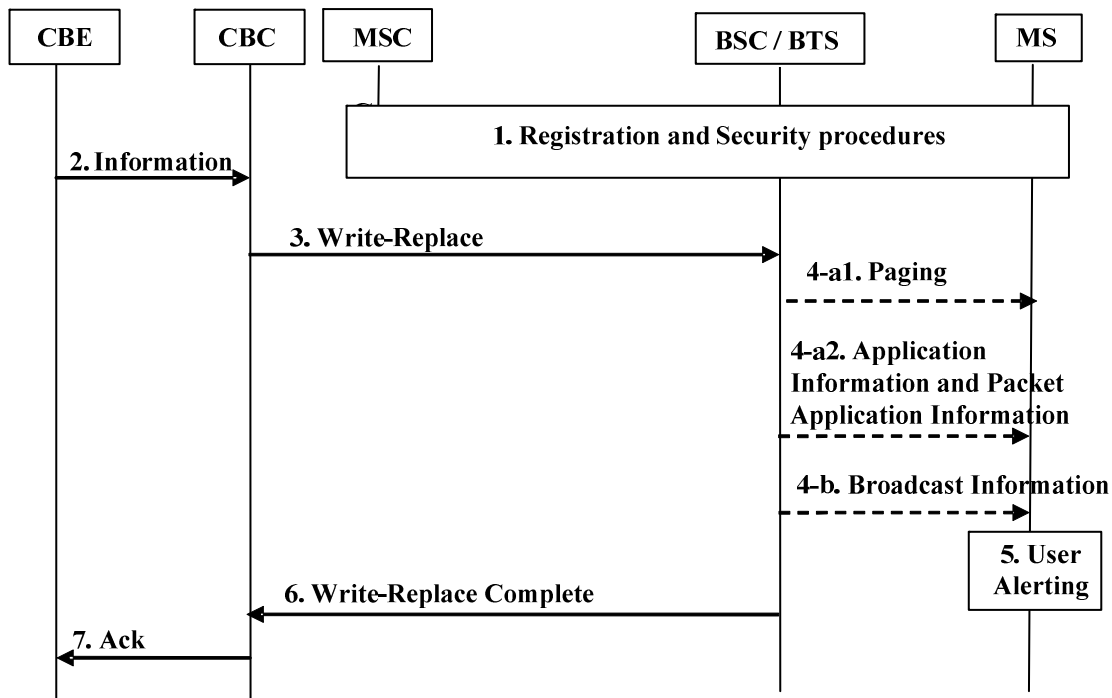 CBE
CBC
MSC
BSC / BTS
MS
1. Registration and Security procedures
2. Information
3. Write-Replace
4-a1. Paging
4-a2. Application
Information and Packet
Application Information
4-b. Broadcast Information
5. User
Alerting
6. Write-Replace Complete
7. Ack